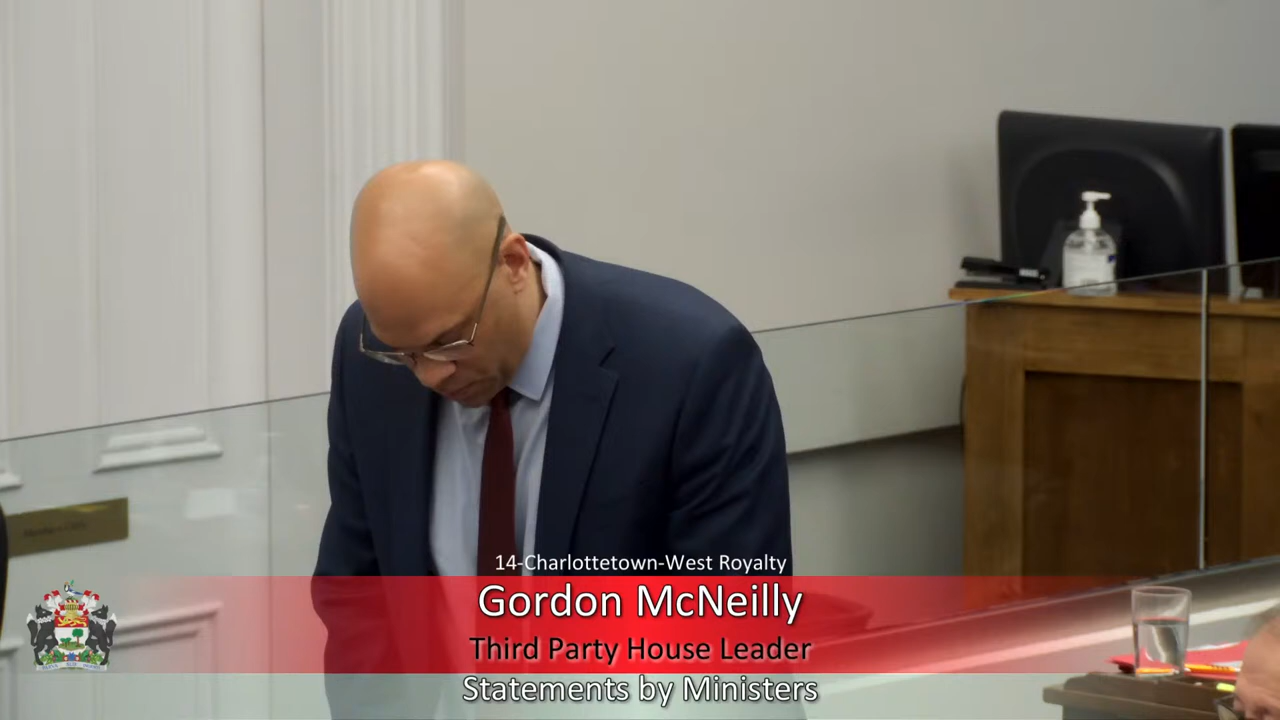 14-Charlottetown-West Royalty
Gordon McNeilly
Third Party House Leader
Statements by Ministers